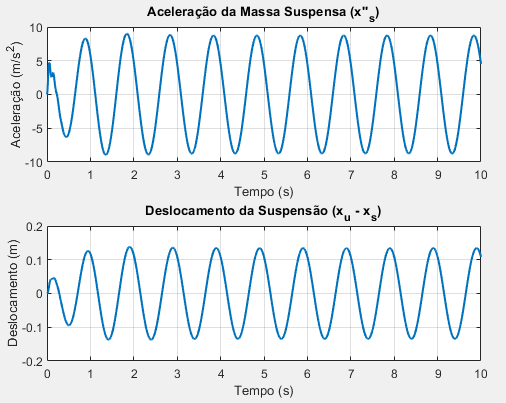 Aceleração da Massa Suspensa (x"s)
10
5
0
-5
-10
Aceleração (m/s2)
0 1 2 3 4 5 6 7 8 9 10
Tempo (s)
Deslocamento da Suspensão (xu - xs)
0.2
0.1
0
-0.1
-0.2
Deslocamento (m)
0 1 2 3 4 5 6 7 8 9 10
Tempo (s)